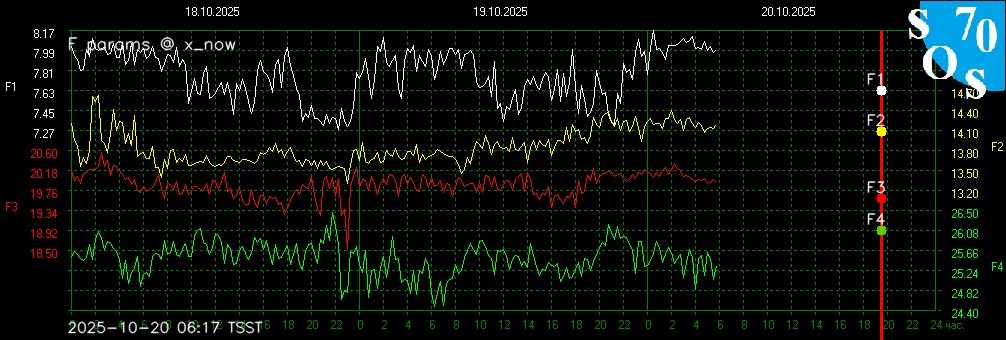 18.10.2025 19.10.2025 20.10.2025
F params @ x_now
S 70
O
S
8.17
7.99
7.81
7.63
7.45
7.27
F1
20.60
20.18
19.76
19.34
18.92
18.50
F3
F1
F2
F3
F4
14.70
14.40
14.10
13.80
13.50
13.20
F2
26.50
26.08
25.66
25.24
24.82
24.40
F4
2025-10-20 06:17 TSST
18 20 22 0 2 4 6 8 10 12 14 16 18 20 22 0 2 4 6 8 10 12 14 16 18 20 22 24 час.